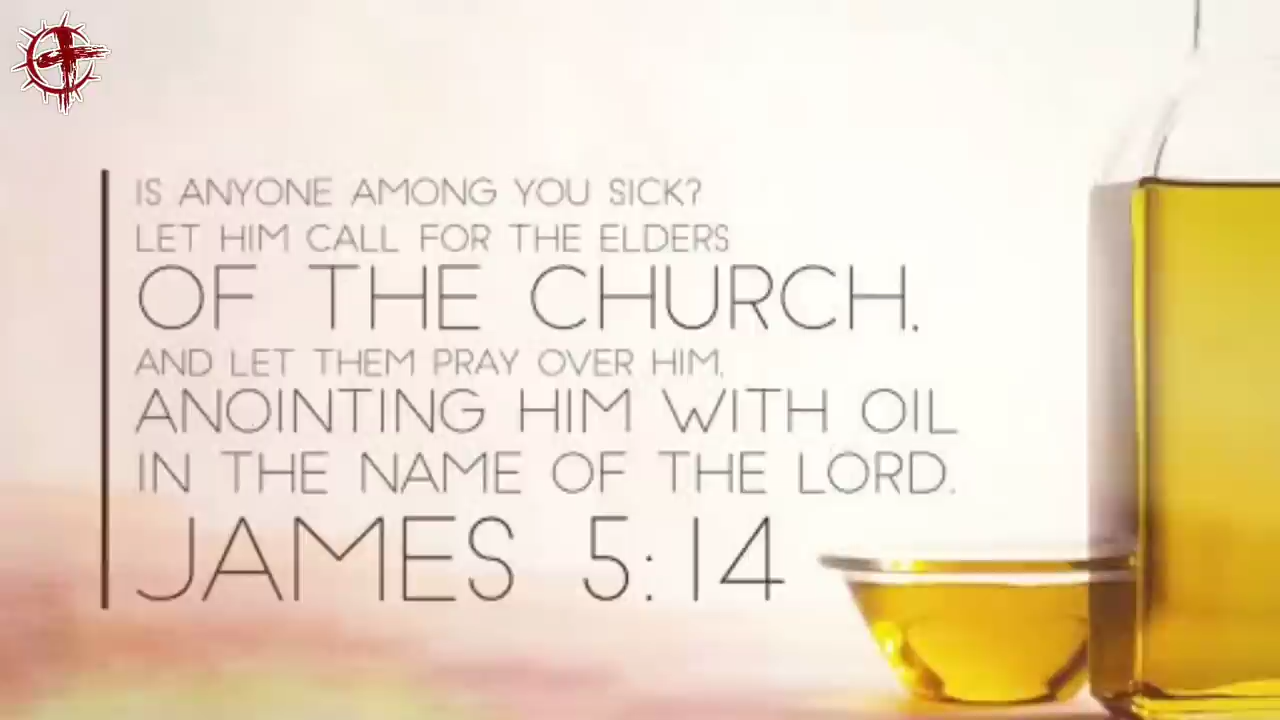 IS ANYONE AMONG YOU SICK?
LET HIM CALL FOR THE ELDERS
OF THE CHURCH.
AND LET THEM PRAY OVER HIM,
ANOINTING HIM WITH OIL
IN THE NAME OF THE LORD.
JAMES 5:14